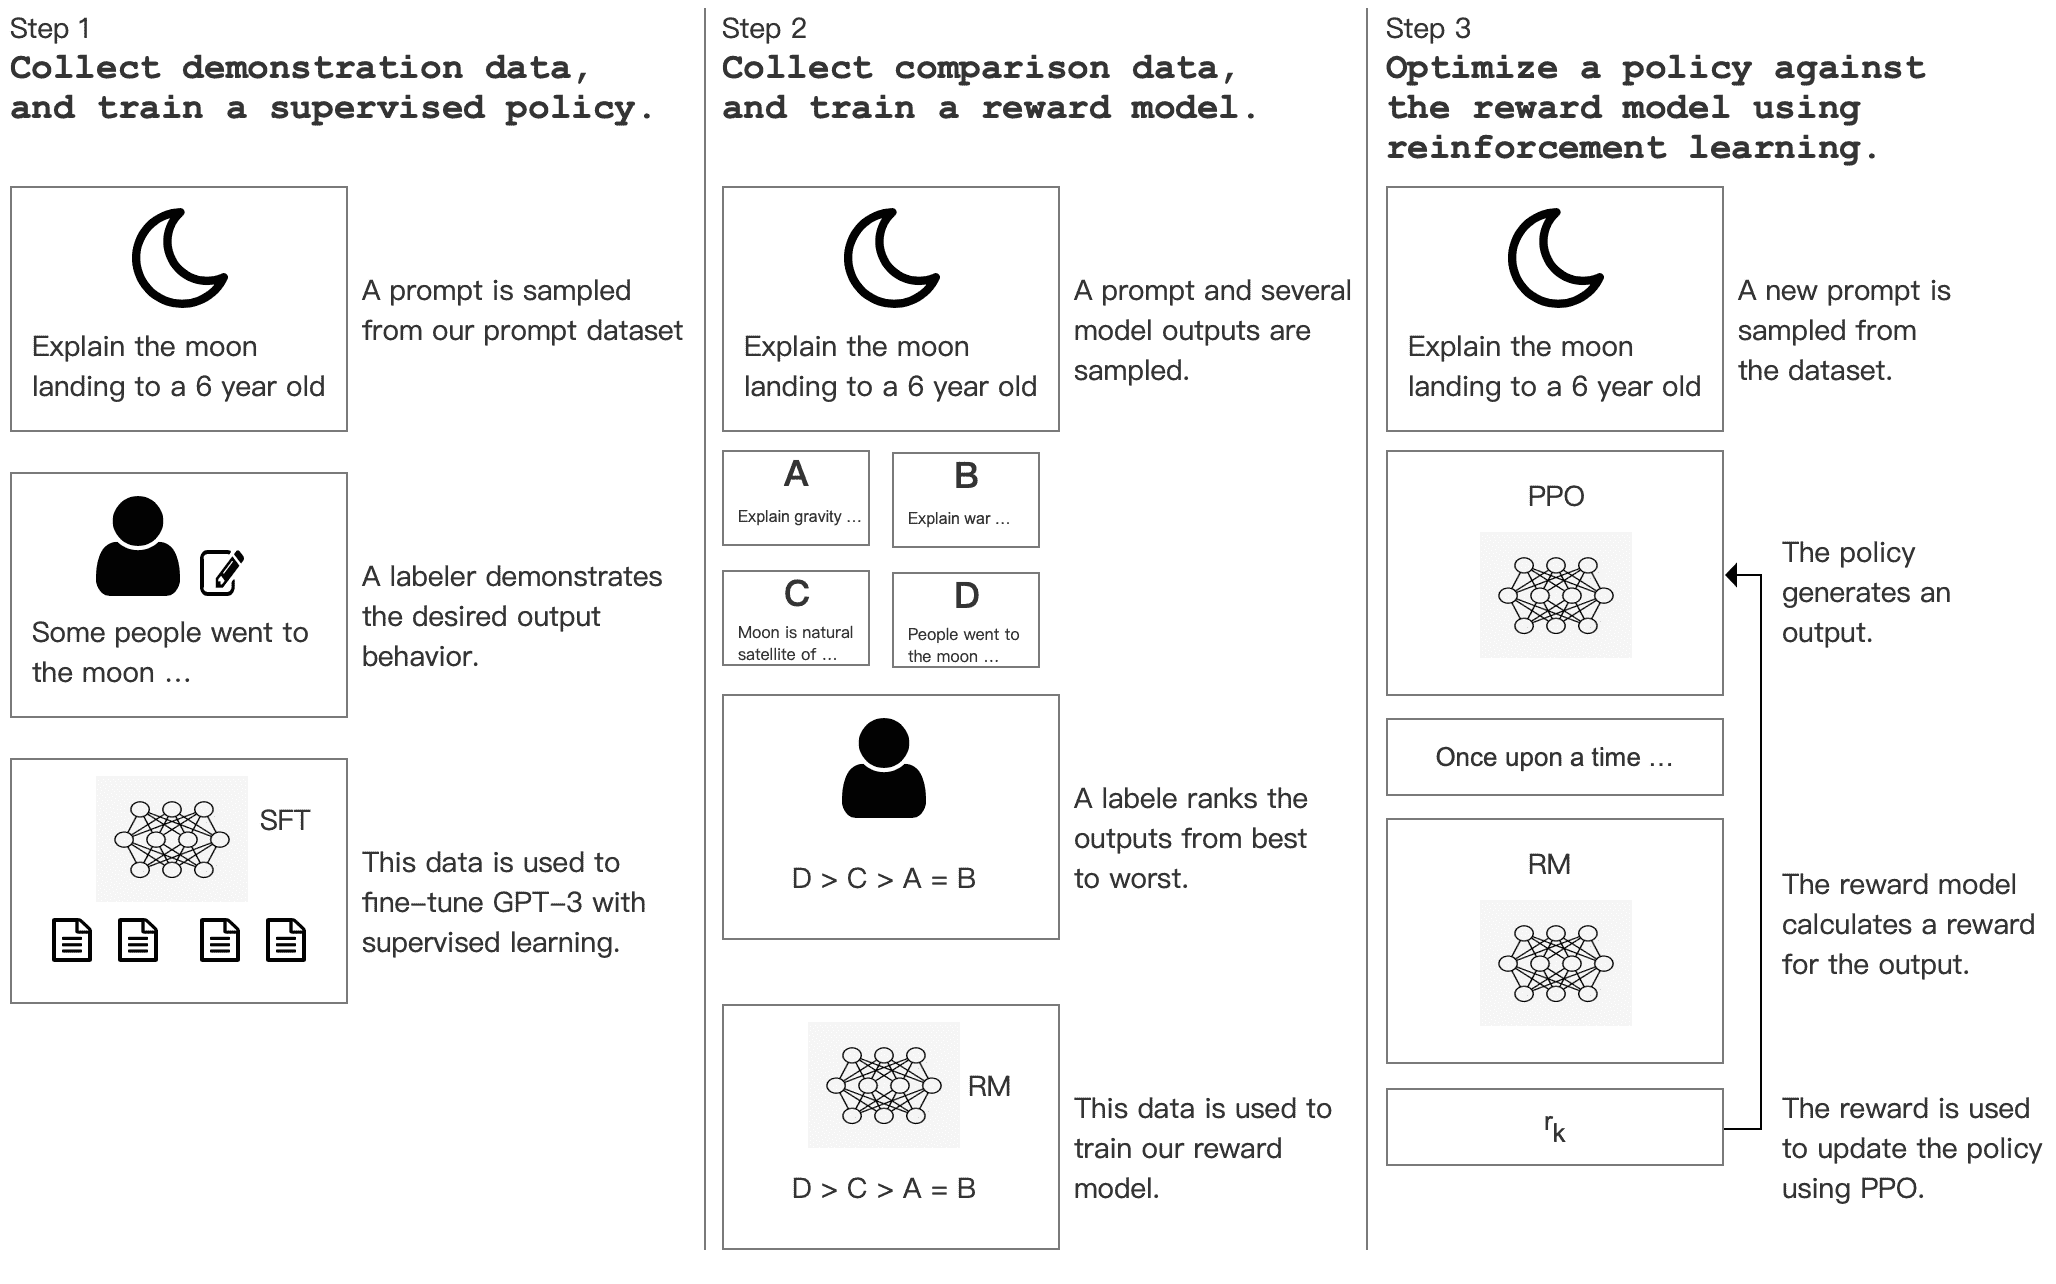 Step 1
Collect demonstration data,
and train a supervised policy.
Explain the moon
landing to a 6 year old
A prompt is sampled
from our prompt dataset
Some people went to
the moon ...
A labeler demonstrates
the desired output
behavior.
SFT
This data is used to
fine-tune GPT-3 with
supervised learning.
Step 2
Collect comparison data,
and train a reward model.
Explain the moon
landing to a 6 year old
A prompt and several
model outputs are
sampled.
A
Explain gravity ...
B
Explain war ...
C
Moon is natural
satellite of ...
D
People went to
the moon ...
D > C > A = B
A labele ranks the
outputs from best
to worst.
RM
D > C > A = B
This data is used to
train our reward
model.
Step 3
Optimize a policy against
the reward model using
reinforcement learning.
Explain the moon
landing to a 6 year old
A new prompt is
sampled from
the dataset.
PPO
The policy
generates an
output.
Once upon a time ...
RM
The reward model
calculates a reward
for the output.
rk
The reward is used
to update the policy
using PPO.